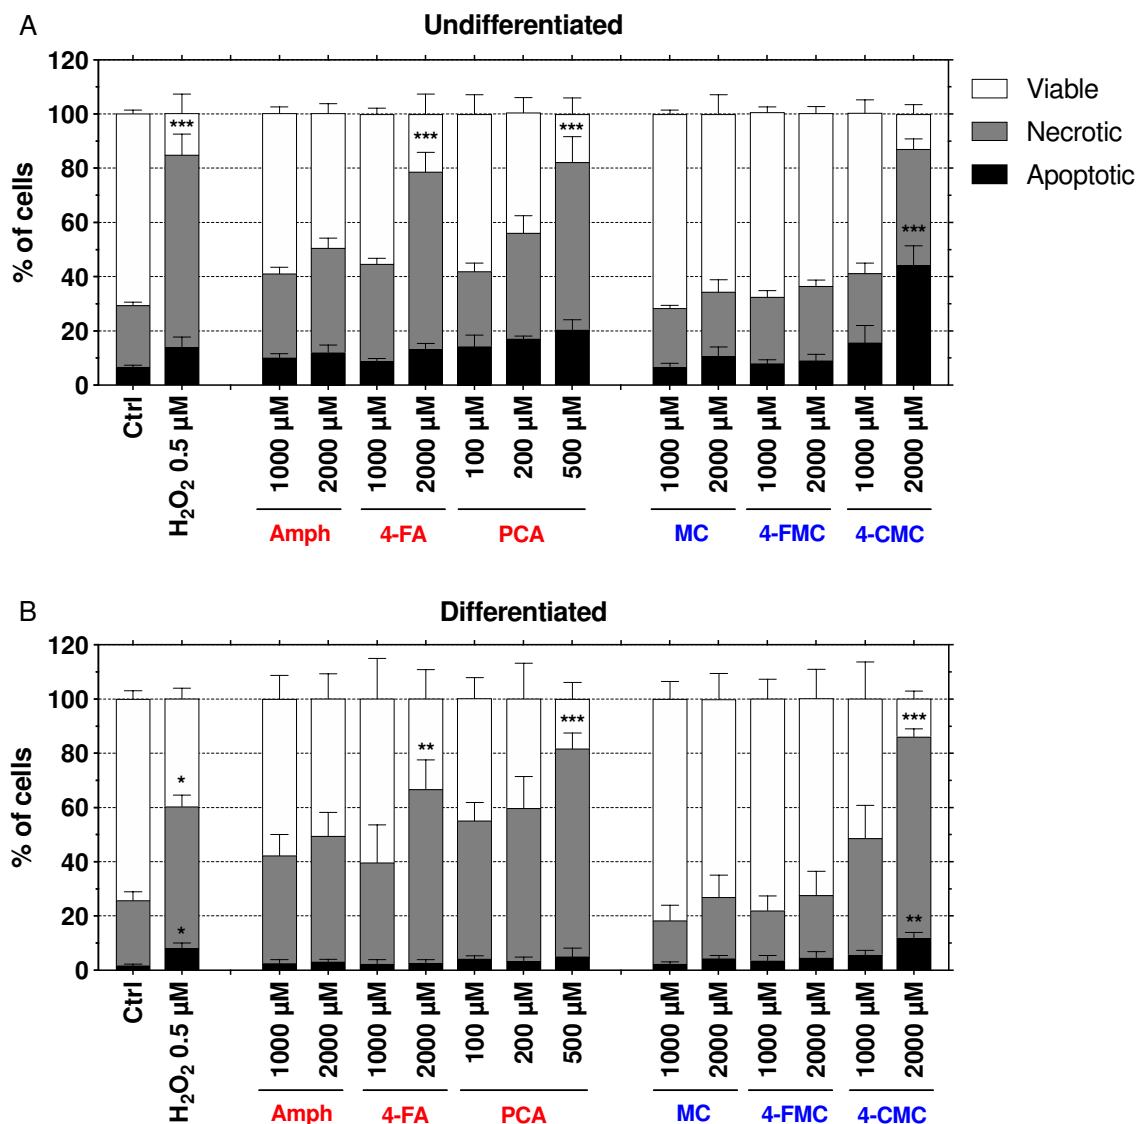 A
Undifferentiated
% of cells
120
100
80
60
40
20
0
***
***
***
***
Viable
Necrotic
Apoptotic
Ctrl
H₂O₂ 0.5 µM
1000 µM
2000 µM
1000 µM
2000 µM
100 µM
200 µM
500 µM
1000 µM
2000 µM
1000 µM
2000 µM
1000 µM
2000 µM
Amph
4-FA
PCA
MC
4-FMC
4-CMC
B
Differentiated
% of cells
120
100
80
60
40
20
0
*
*
**
***
***
**
Ctrl
H₂O₂ 0.5 µM
1000 µM
2000 µM
1000 µM
2000 µM
100 µM
200 µM
500 µM
1000 µM
2000 µM
1000 µM
2000 µM
1000 µM
2000 µM
Amph
4-FA
PCA
MC
4-FMC
4-CMC